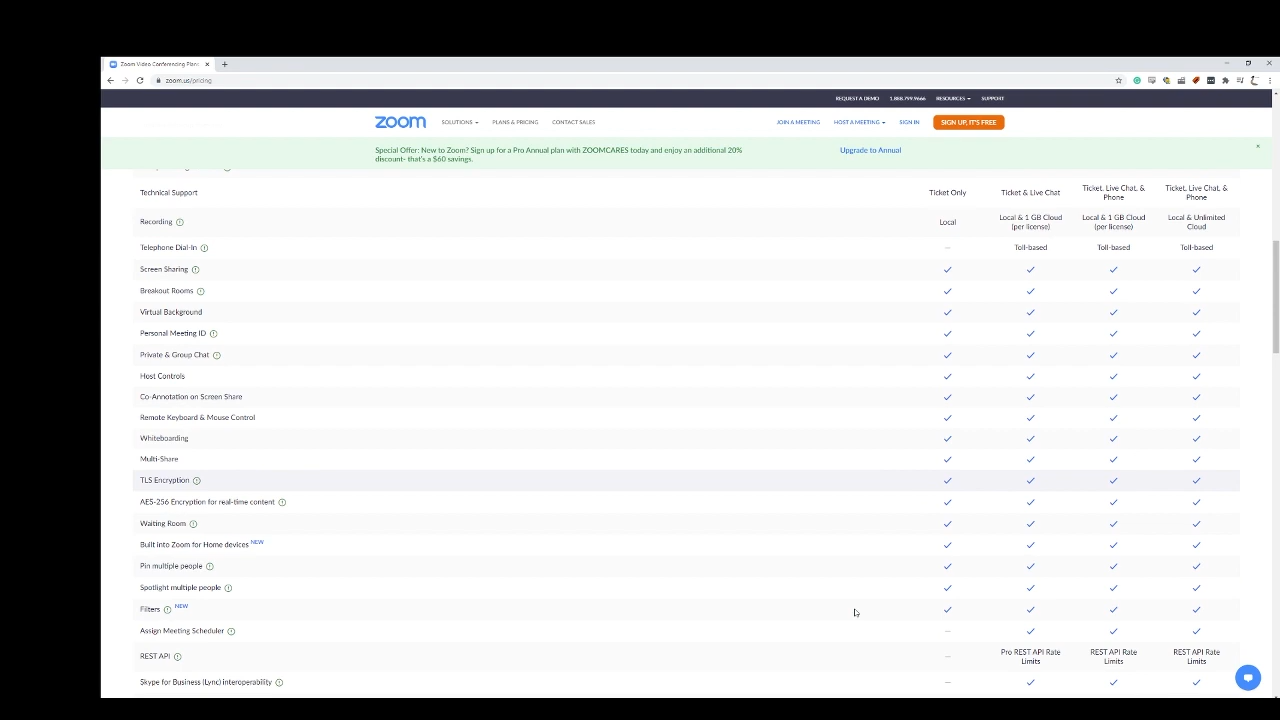 Zoom Video Conferencing Plans
zoom.us/pricing
REQUEST A DEMO 1.888.799.9666 RESOURCES SUPPORT
zoom SOLUTIONS PLANS & PRICING CONTACT SALES JOIN A MEETING HOST A MEETING SIGN IN SIGN UP, IT'S FREE
Special Offer: New to Zoom? Sign up for a Pro Annual plan with ZOOMCARES today and enjoy an additional 20% Upgrade to Annual
discount- that's a $60 savings.
Technical Support Ticket Only Ticket & Live Chat Ticket, Live Chat, & Ticket, Live Chat, &
Phone Phone
Recording Local Local & 1 GB Cloud Local & 1 GB Cloud Local & Unlimited
(per license) (per license) Cloud
Telephone Dial-In – Toll-based Toll-based Toll-based
Screen Sharing
Breakout Rooms
Virtual Background
Personal Meeting ID
Private & Group Chat
Host Controls
Co-Annotation on Screen Share
Remote Keyboard & Mouse Control
Whiteboarding
Multi-Share
TLS Encryption
AES-256 Encryption for real-time content
Waiting Room
Built into Zoom for Home devices NEW
Pin multiple people
Spotlight multiple people
Filters NEW
Assign Meeting Scheduler –
REST API – Pro REST API Rate REST API Rate REST API Rate
Limits Limits Limits
Skype for Business (Lync) interoperability –